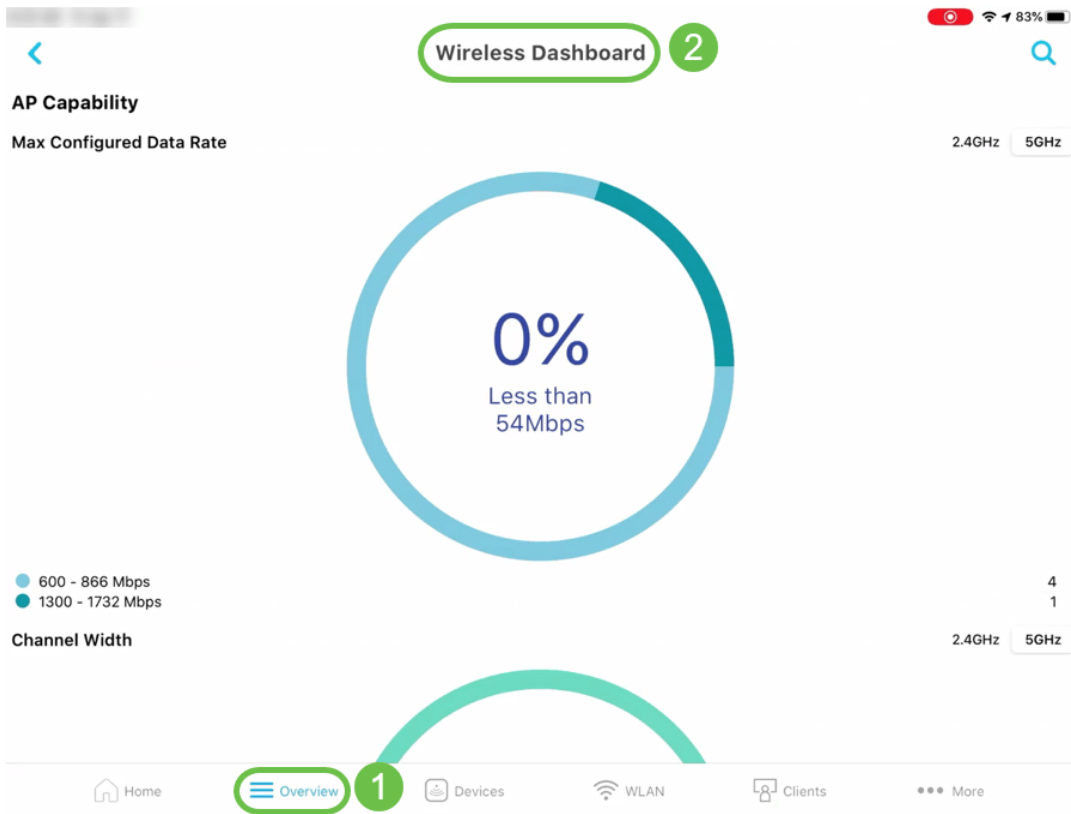 83%
Wireless Dashboard 2
AP Capability
Max Configured Data Rate 2.4GHz 5GHz
0%
Less than
54Mbps
600 - 866 Mbps 4
1300 - 1732 Mbps 1
Channel Width 2.4GHz 5GHz
Home Overview 1 Devices WLAN Clients More